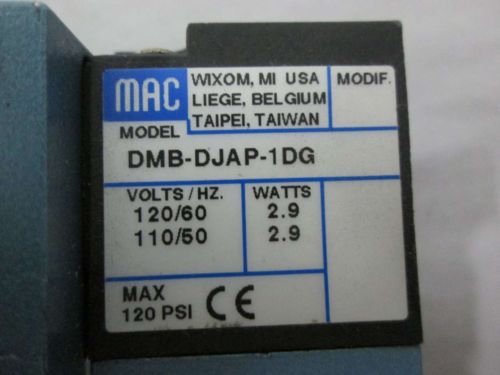 MAC
WIXOM, MI USA
LIEGE, BELGIUM
TAIPEI, TAIWAN
MODIF.
MODEL
DMB-DJAP-1DG
VOLTS/HZ. WATTS
120/60 2.9
110/50 2.9
MAX
120 PSI CE